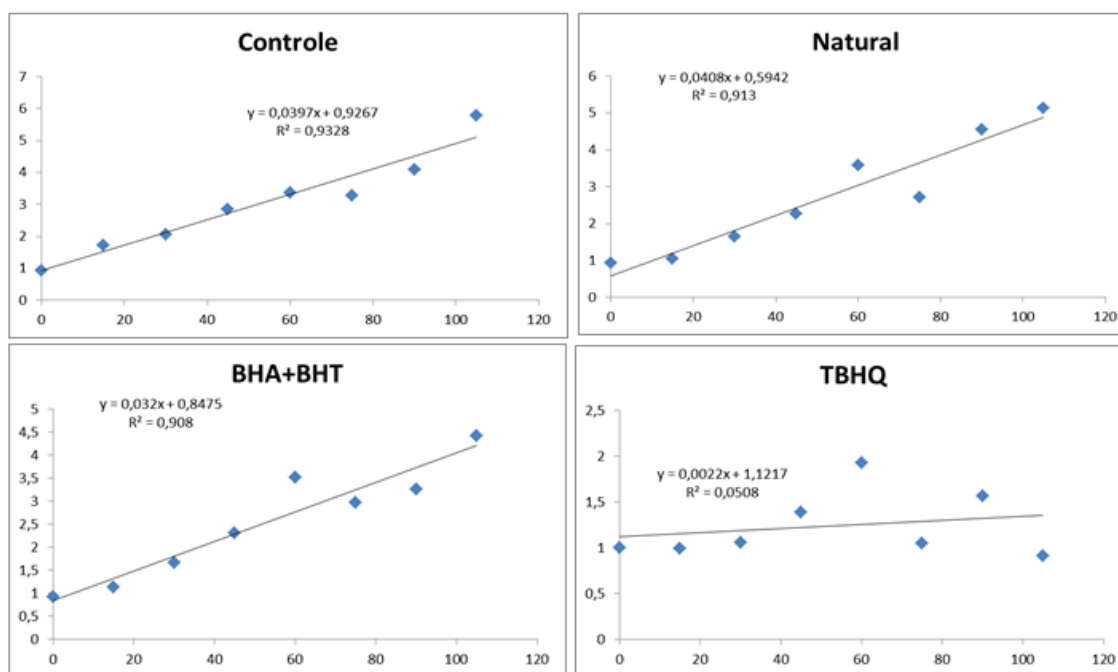 Controle
y = 0,0397x + 0,9267
R² = 0,9328
7
6
5
4
3
2
1
0
0 20 40 60 80 100 120
Natural
y = 0,0408x + 0,5942
R² = 0,913
6
5
4
3
2
1
0
0 20 40 60 80 100 120
BHA+BHT
y = 0,032x + 0,8475
R² = 0,908
5
4,5
4
3,5
3
2,5
2
1,5
1
0,5
0
0 20 40 60 80 100 120
TBHQ
2,5
2
y = 0,0022x + 1,1217
R² = 0,0508
1,5
1
0,5
0
0 20 40 60 80 100 120